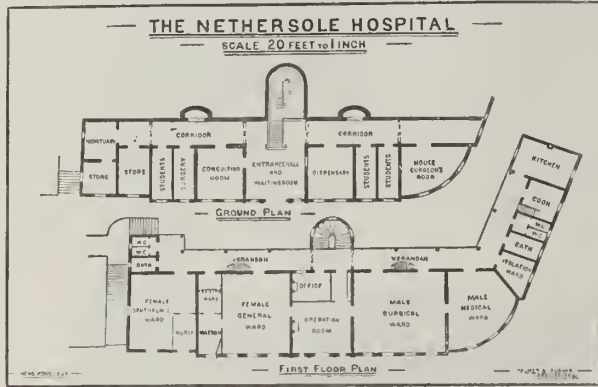 THE NETHERSOLE HOSPITAL
SCALE 20 FEET TO 1 INCH
MORTUARY
STORE
STORE
CORRIDOR
STUDENTS
SURGERY
CONSULTING
ROOM
ENTRANCE HALL
AND
WAITING ROOM
CORRIDOR
DISPENSARY
STUDENTS
STUDENTS
HOUSE
SURGEON'S
ROOM
GROUND PLAN
KITCHEN
COOK
W.C.
W.C.
BATH
ISOLATION
WARD
W.C.
W.C.
BATH
VERANDAH
VERANDAH
FEMALE
OPHTHALMIC
WARD
NURSE
WARD
MATRON
FEMALE
GENERAL
WARD
OFFICE
OPERATION
ROOM
MALE
SURGICAL
WARD
MALE
MEDICAL
WARD
FIRST FLOOR PLAN